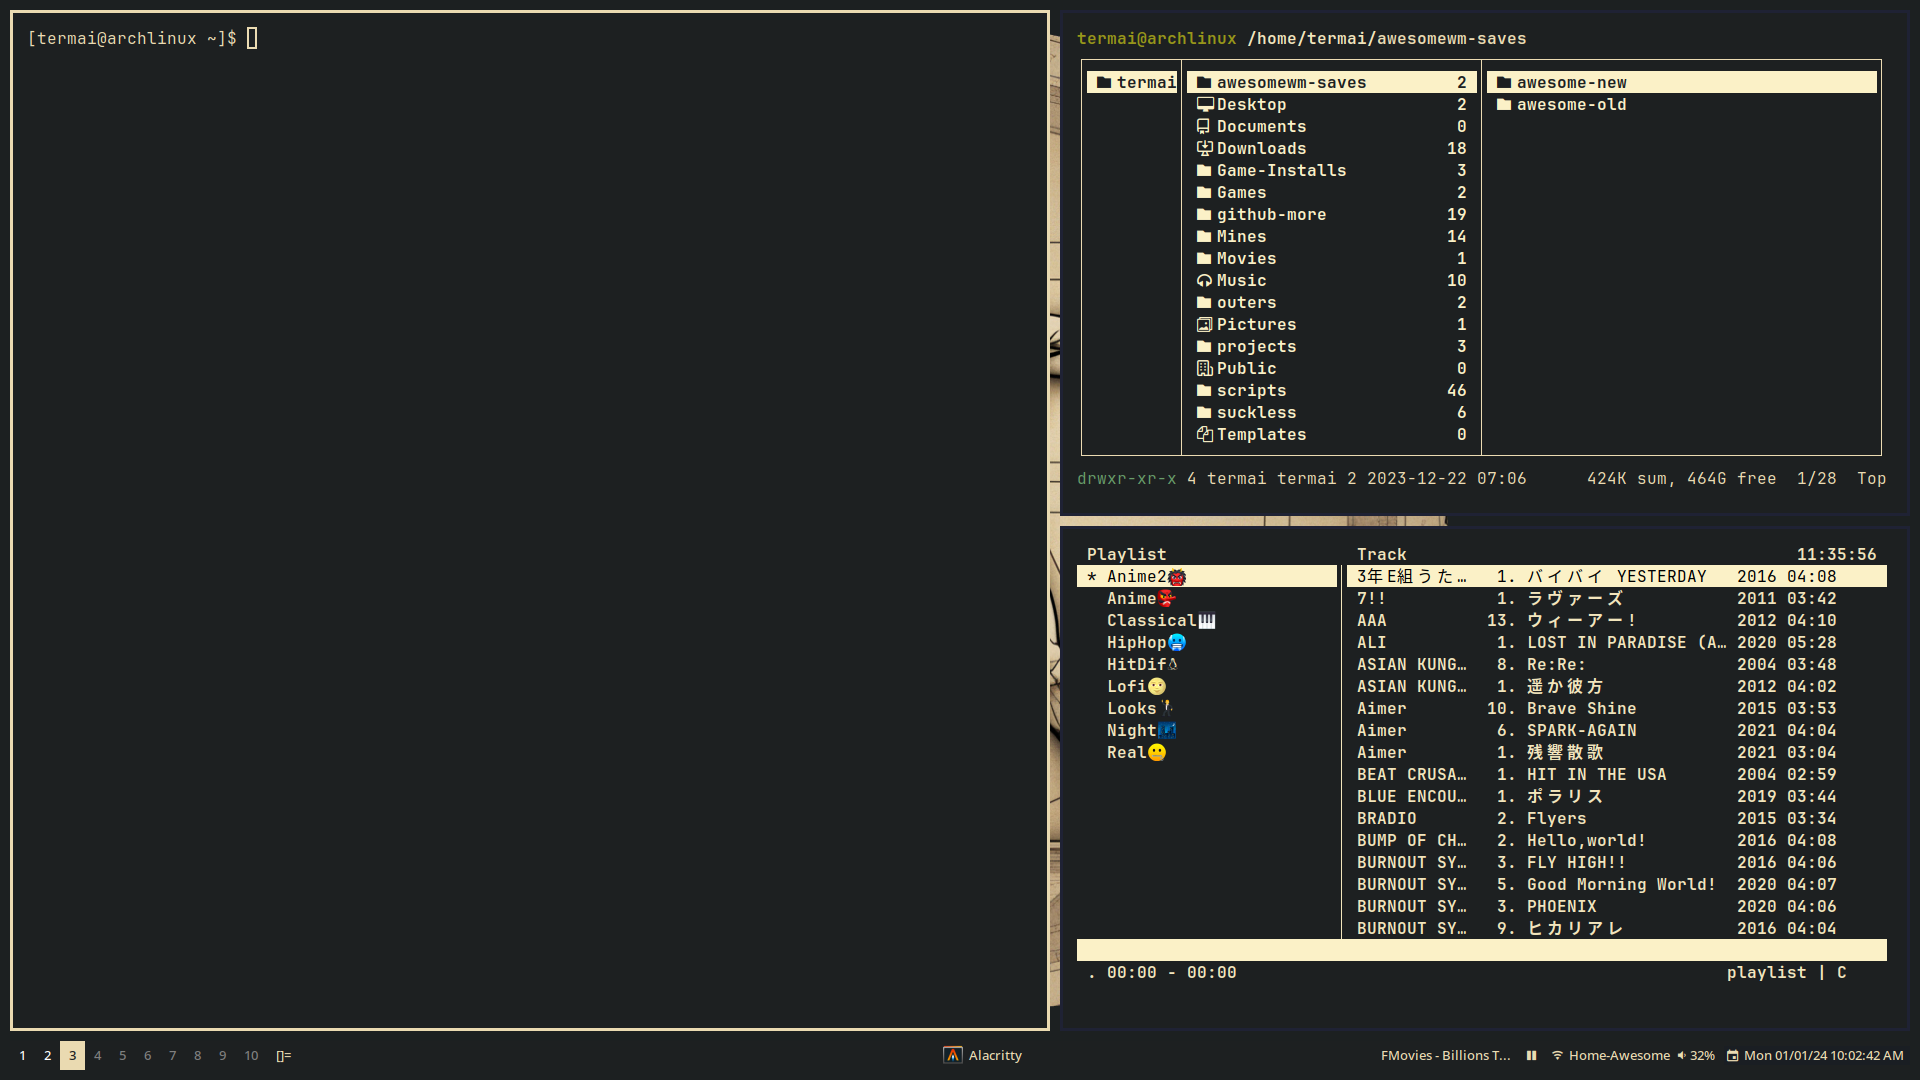 [termai@archlinux ~]$
termai@archlinux /home/termai/awesomewm-saves
termai
awesomewm-saves 2
Desktop 2
Documents 0
Downloads 18
Game-Installs 3
Games 2
github-more 19
Mines 14
Movies 1
Music 10
outers 2
Pictures 1
projects 3
Public 0
scripts 46
suckless 6
Templates 0
awesome-new
awesome-old
drwxr-xr-x 4 termai termai 2 2023-12-22 07:06 424K sum, 464G free 1/28 Top
Playlist
* Anime2👹
Anime👺
Classical🎹
HipHop🥶
HitDif
Lofi🌝
Looks
Night🌃
Real🤐
Track 11:35:56
3年E組うた… 1. バイバイ YESTERDAY 2016 04:08
7!! 1. ラヴァーズ 2011 03:42
AAA 13. ウィーアー! 2012 04:10
ALI 1. LOST IN PARADISE (A… 2020 05:28
ASIAN KUNG… 8. Re:Re: 2004 03:48
ASIAN KUNG… 1. 遥か彼方 2012 04:02
Aimer 10. Brave Shine 2015 03:53
Aimer 6. SPARK-AGAIN 2021 04:04
Aimer 1. 残響散歌 2021 03:04
BEAT CRUSA… 1. HIT IN THE USA 2004 02:59
BLUE ENCOU… 1. ポラリス 2019 03:44
BRADIO 2. Flyers 2015 03:34
BUMP OF CH… 2. Hello,world! 2016 04:08
BURNOUT SY… 3. FLY HIGH!! 2016 04:06
BURNOUT SY… 5. Good Morning World! 2020 04:07
BURNOUT SY… 3. PHOENIX 2020 04:06
BURNOUT SY… 9. ヒカリアレ 2016 04:04
. 00:00 - 00:00 playlist | C
1 2 3 4 5 6 7 8 9 10 []= Alacritty FMovies - Billions T... Home-Awesome 32% Mon 01/01/24 10:02:42 AM